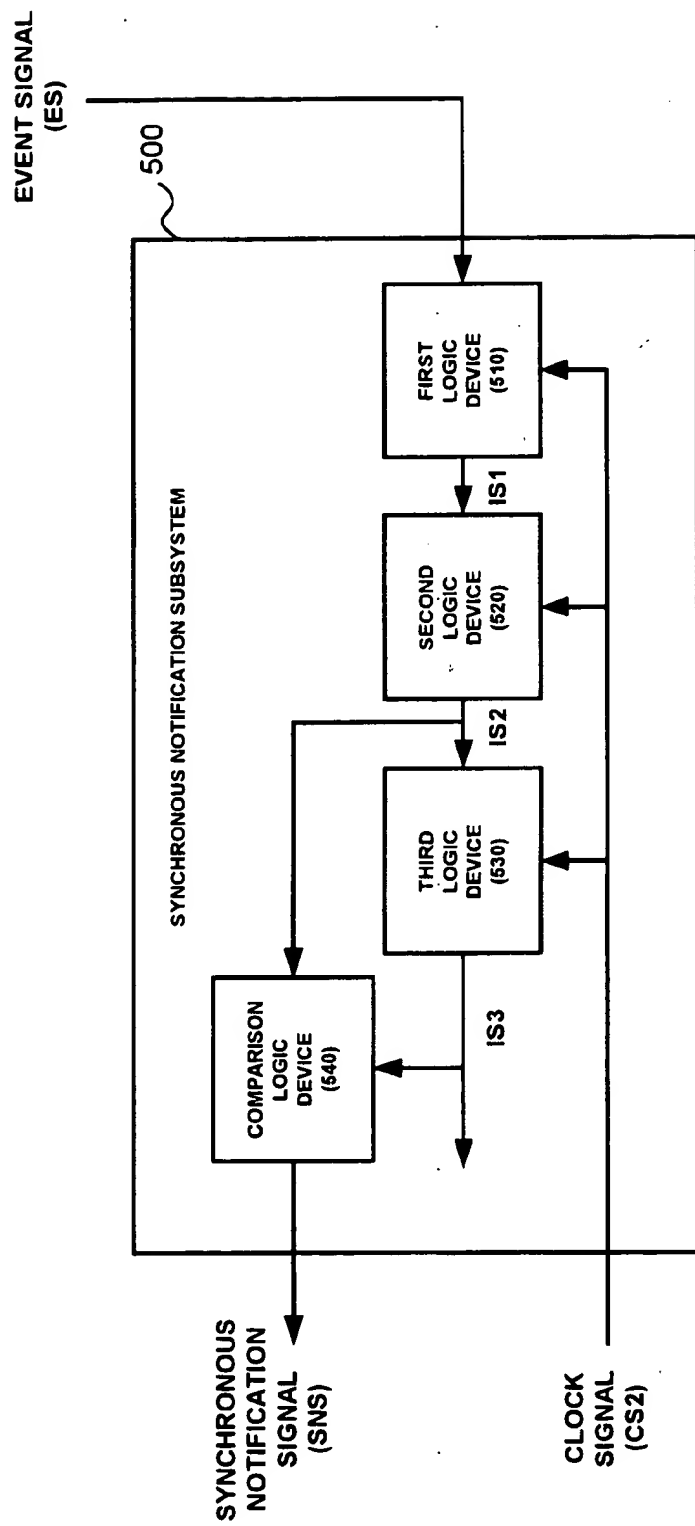 EVENT SIGNAL
(ES)
500
SYNCHRONOUS NOTIFICATION SUBSYSTEM
FIRST
LOGIC
DEVICE
(510)
IS1
SECOND
LOGIC
DEVICE
(520)
IS2
THIRD
LOGIC
DEVICE
(530)
IS3
COMPARISON
LOGIC
DEVICE
(540)
SYNCHRONOUS
NOTIFICATION
SIGNAL
(SNS)
CLOCK
SIGNAL
(CS2)